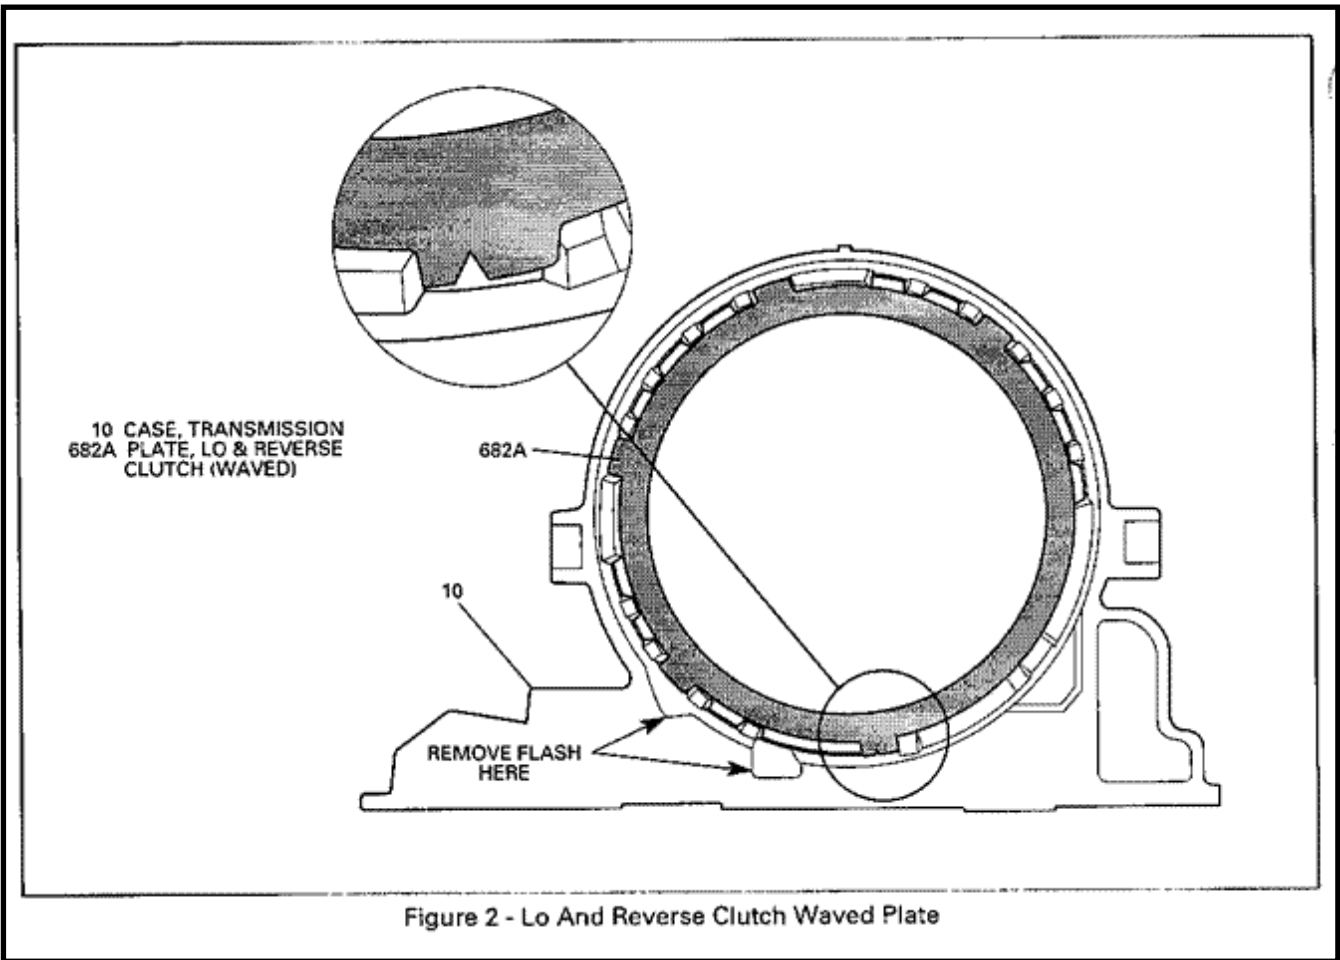 10 CASE, TRANSMISSION
682A PLATE, LO & REVERSE
CLUTCH (WAVED)
682A
10
REMOVE FLASH
HERE
Figure 2 - Lo And Reverse Clutch Waved Plate